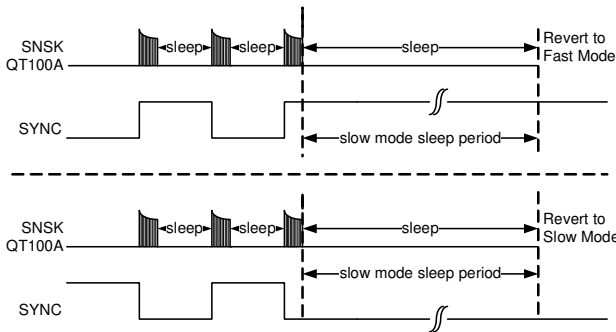 SNSK
QT100A
sleep
sleep
sleep
Revert to
Fast Mode
SYNC
slow mode sleep period
SNSK
QT100A
sleep
sleep
sleep
Revert to
Slow Mode
slow mode sleep period
SYNC